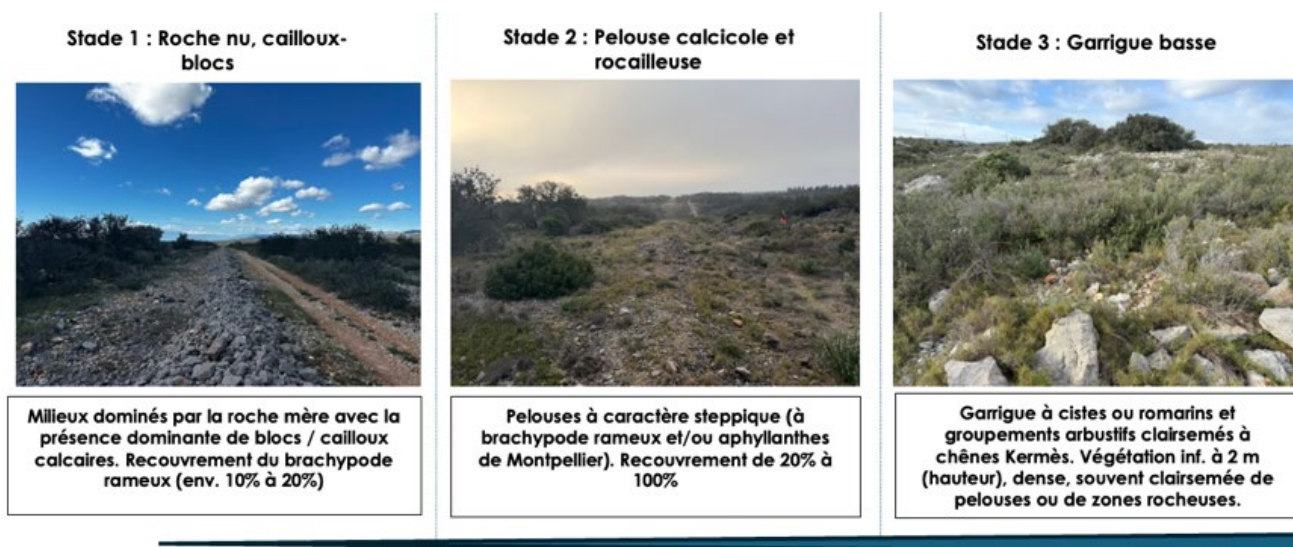 Stade 1 : Roche nu, cailloux-
blocs
Milieux dominés par la roche mère avec la
présence dominante de blocs / cailloux
calcaires. Recouvrement du brachypode
rameux (env. 10% à 20%)
Stade 2 : Pelouse calcicole et
rocailleuse
Pelouses à caractère steppique (à
brachypode rameux et/ou aphyllanthes
de Montpellier). Recouvrement de 20% à
100%
Stade 3 : Garrigue basse
Garrigue à cistes ou romarins et
groupements arbustifs clairsemés à
chênes Kermès. Végétation inf. à 2 m
(hauteur), dense, souvent clairsemée de
pelouses ou de zones rocheuses.